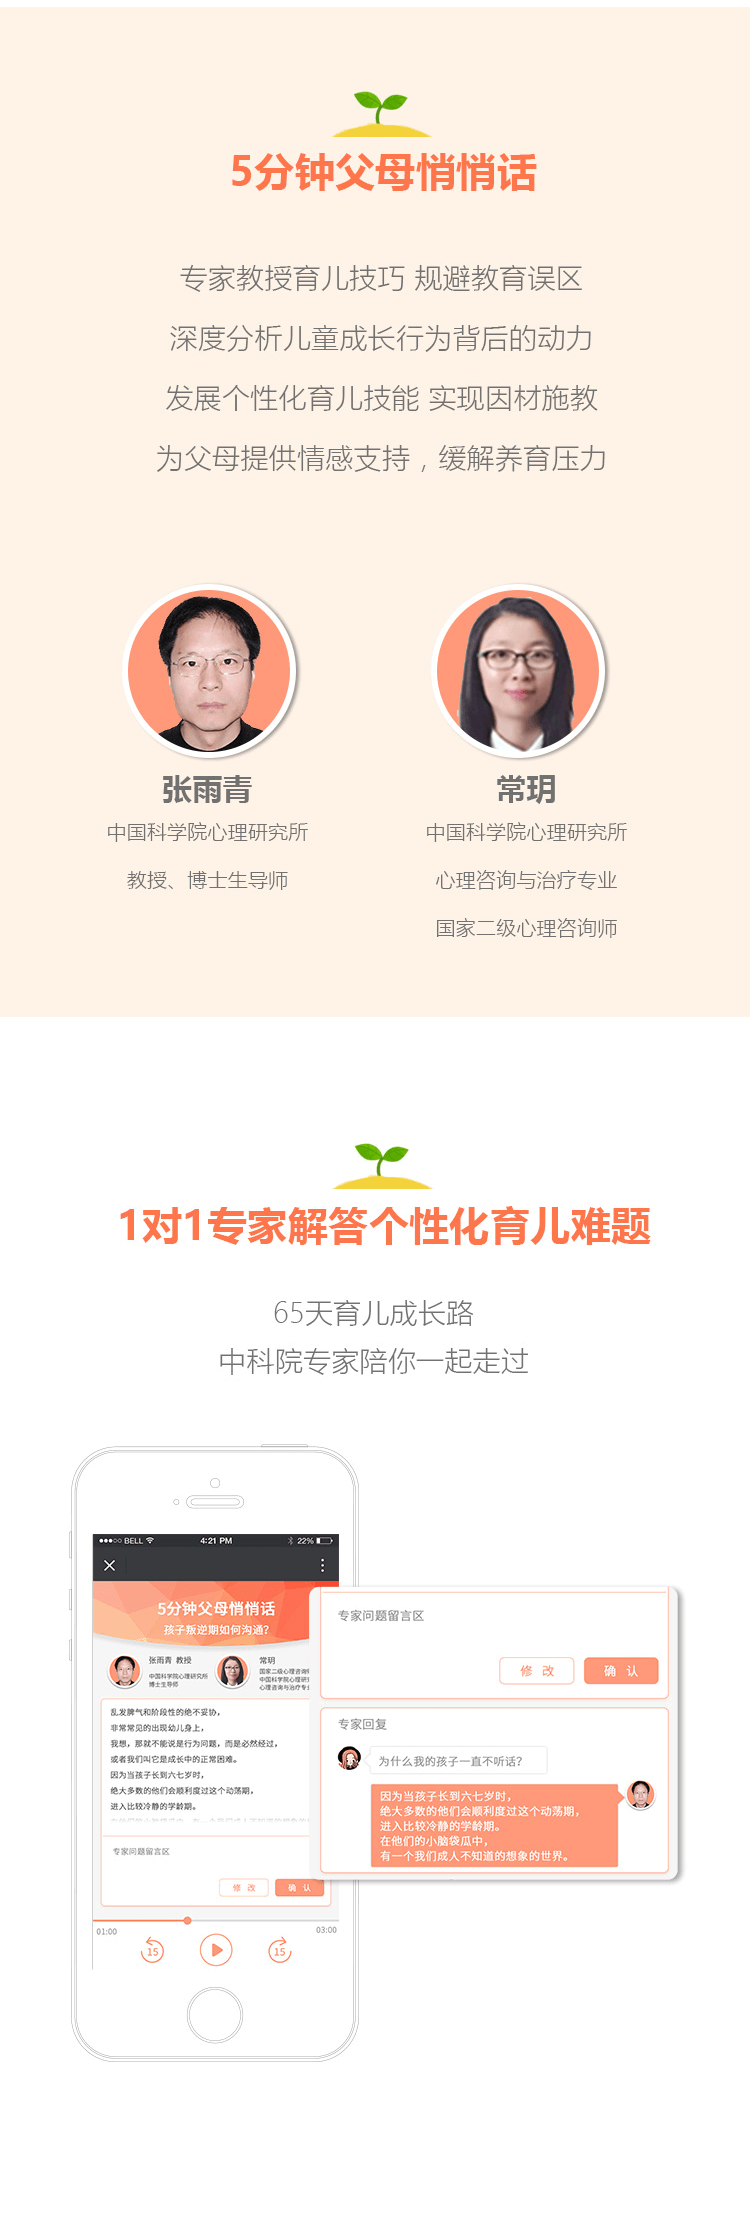 5分钟父母悄悄话
专家教授育儿技巧 规避教育误区
深度分析儿童成长行为背后的动力
发展个性化育儿技能 实现因材施教
为父母提供情感支持，缓解养育压力
张雨青
中国科学院心理研究所
教授、博士生导师
常玥
中国科学院心理研究所
心理咨询与治疗专业
国家二级心理咨询师
1对1专家解答个性化育儿难题
65天育儿成长路
中科院专家陪你一起走过
BELL 4:21 PM 22%
5分钟父母悄悄话
孩子叛逆期如何沟通?
张雨青 教授
中国科学院心理研究所
博士生导师
常玥
国家二级心理咨询
中国科学院心理研
心理咨询与治疗专
乱发脾气和阶段性的绝不妥协，
非常常见的出现幼儿身上，
我想，那就不能说是行为问题，而是必然经过，
或者我们叫它是成长中的正常困难。
因为当孩子长到六七岁时，
绝大多数的他们会顺利度过这个动荡期，
进入比较冷静的学龄期。
专家问题留言区
修 改 确 认
01:00 03:00
15 15
专家问题留言区
修 改 确 认
专家回复
为什么我的孩子一直不听话?
因为当孩子长到六七岁时，
绝大多数的他们会顺利度过这个动荡期，
进入比较冷静的学龄期。
在他们的小脑袋瓜中，
有一个我们成人不知道的想象的世界。